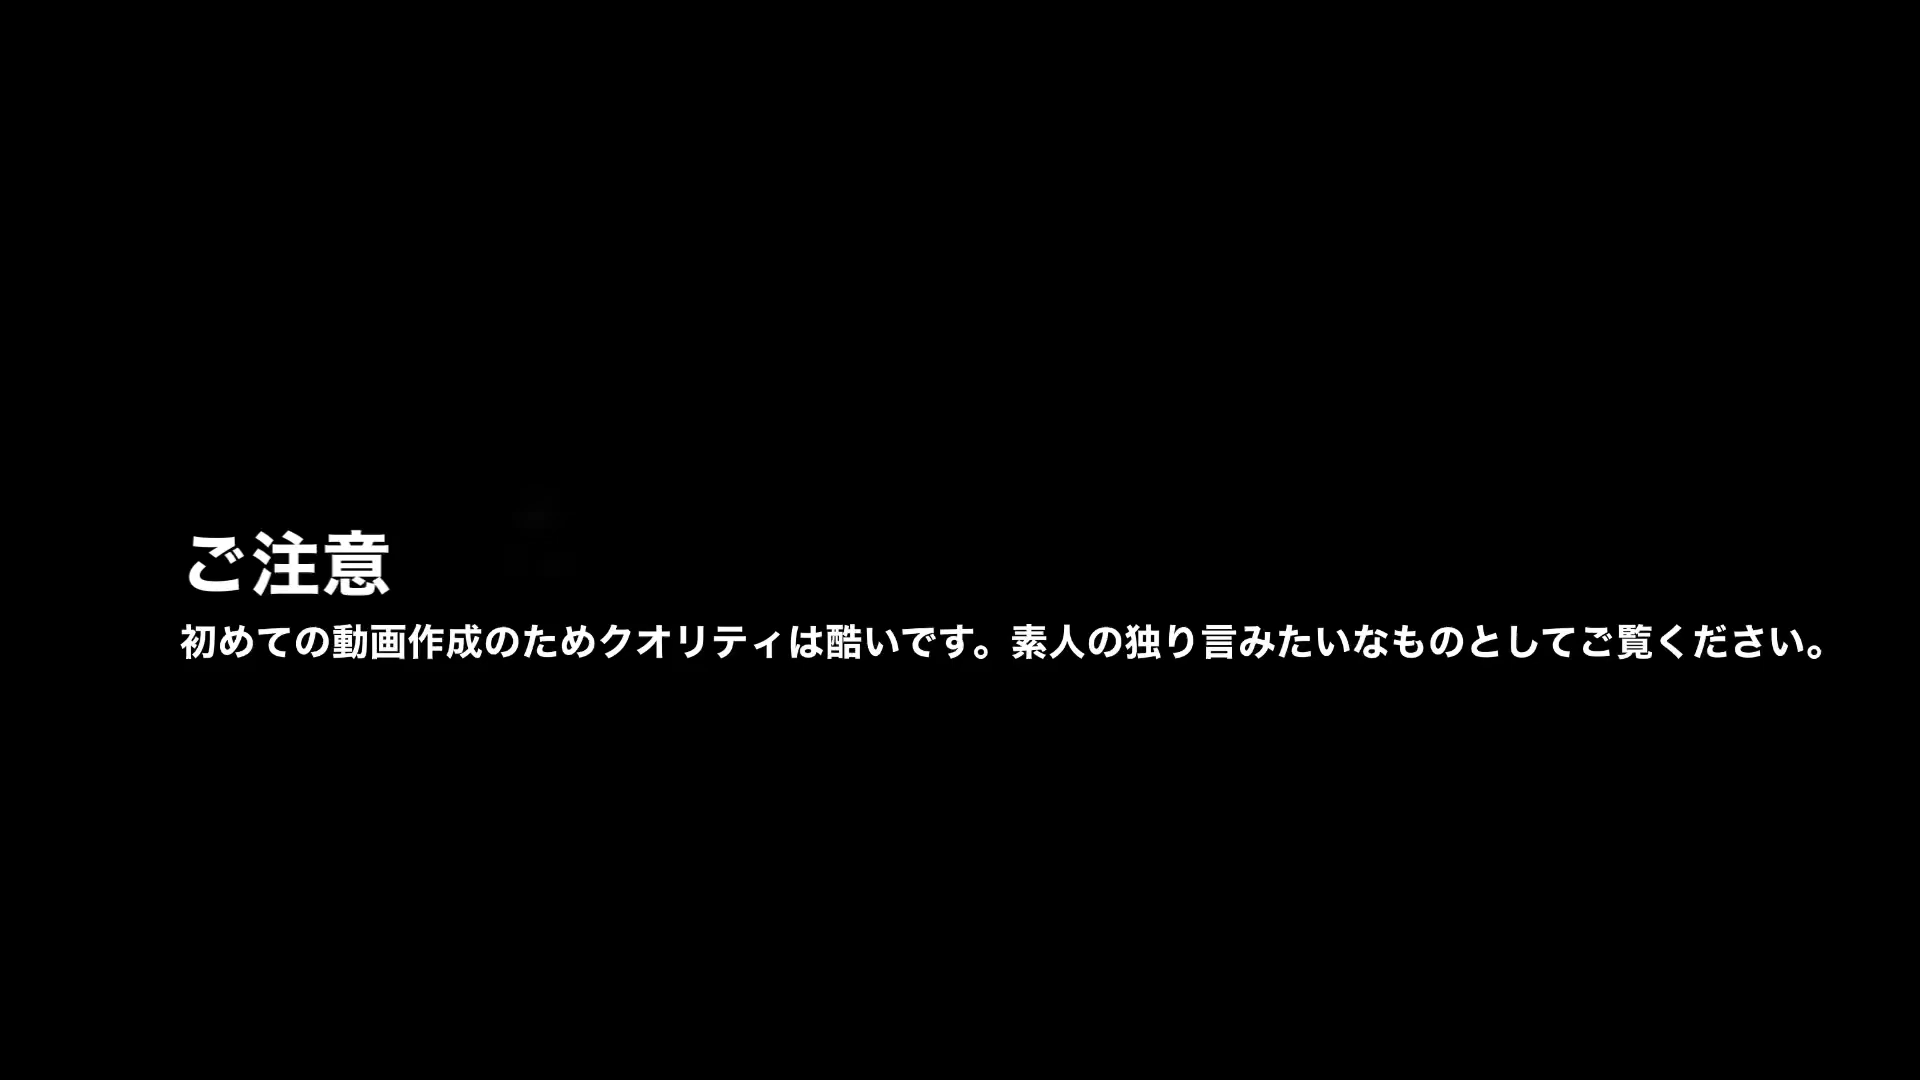 ご注意
初めての動画作成のためクオリティは酷いです。素人の独り言みたいなものとしてご覧ください。